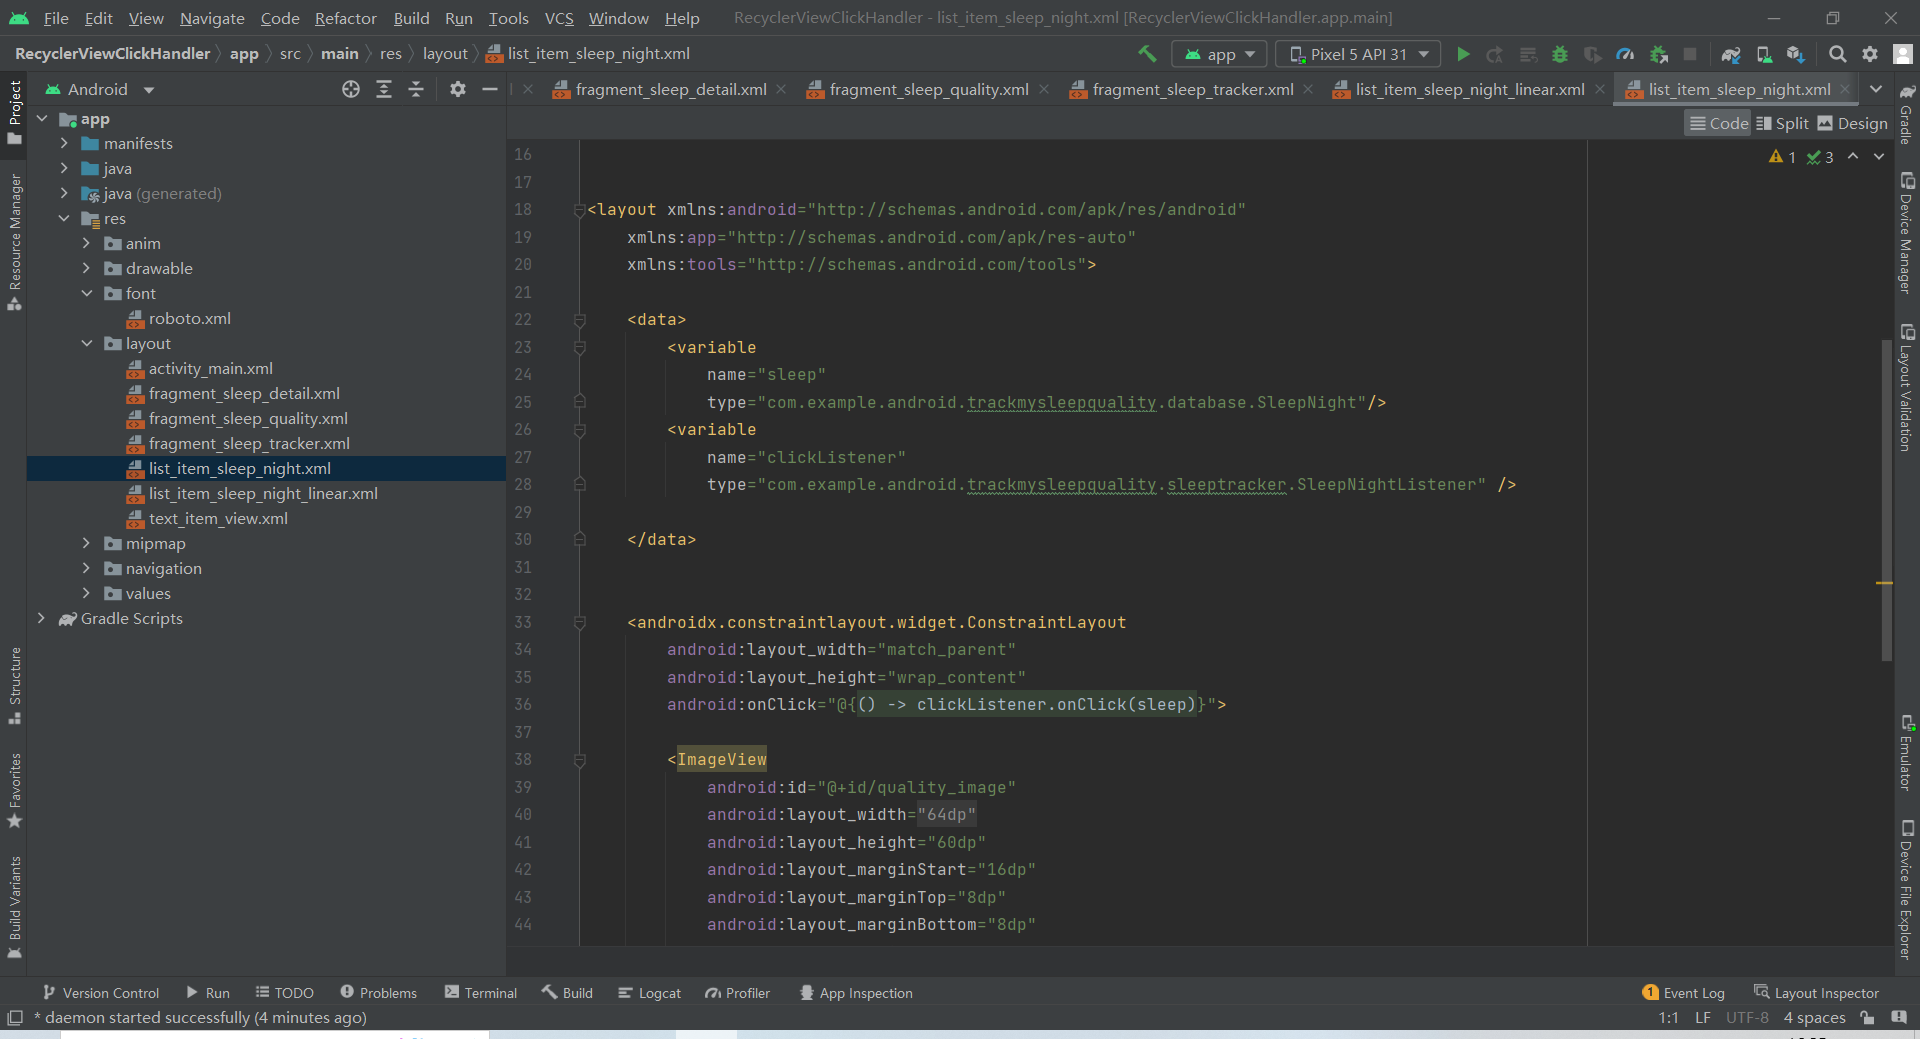 File Edit View Navigate Code Refactor Build Run Tools VCS Window Help RecyclerViewClickHandler - list_item_sleep_night.xml [RecyclerViewClickHandler.app.main]
RecyclerViewClickHandler app src main res layout list_item_sleep_night.xml app Pixel 5 API 31
Android fragment_sleep_detail.xml fragment_sleep_quality.xml fragment_sleep_tracker.xml list_item_sleep_night_linear.xml list_item_sleep_night.xml
Code Split Design
1 3
Project
Resource Manager
Structure
Favorites
Build Variants
app
manifests
java
java (generated)
res
anim
drawable
font
roboto.xml
layout
activity_main.xml
fragment_sleep_detail.xml
fragment_sleep_quality.xml
fragment_sleep_tracker.xml
list_item_sleep_night.xml
list_item_sleep_night_linear.xml
text_item_view.xml
mipmap
navigation
values
Gradle Scripts
16
17
18 <layout xmlns:android="http://schemas.android.com/apk/res/android"
19 xmlns:app="http://schemas.android.com/apk/res-auto"
20 xmlns:tools="http://schemas.android.com/tools">
21
22 <data>
23 <variable
24 name="sleep"
25 type="com.example.android.trackmysleepquality.database.SleepNight"/>
26 <variable
27 name="clickListener"
28 type="com.example.android.trackmysleepquality.sleeptracker.SleepNightListener" />
29
30 </data>
31
32
33 <androidx.constraintlayout.widget.ConstraintLayout
34 android:layout_width="match_parent"
35 android:layout_height="wrap_content"
36 android:onClick="@{() -> clickListener.onClick(sleep)}">
37
38 <ImageView
39 android:id="@+id/quality_image"
40 android:layout_width="64dp"
41 android:layout_height="60dp"
42 android:layout_marginStart="16dp"
43 android:layout_marginTop="8dp"
44 android:layout_marginBottom="8dp"
Gradle
Device Manager
Layout Validation
Emulator
Device File Explorer
Version Control Run TODO Problems Terminal Build Logcat Profiler App Inspection 1 Event Log Layout Inspector
* daemon started successfully (4 minutes ago) 1:1 LF UTF-8 4 spaces